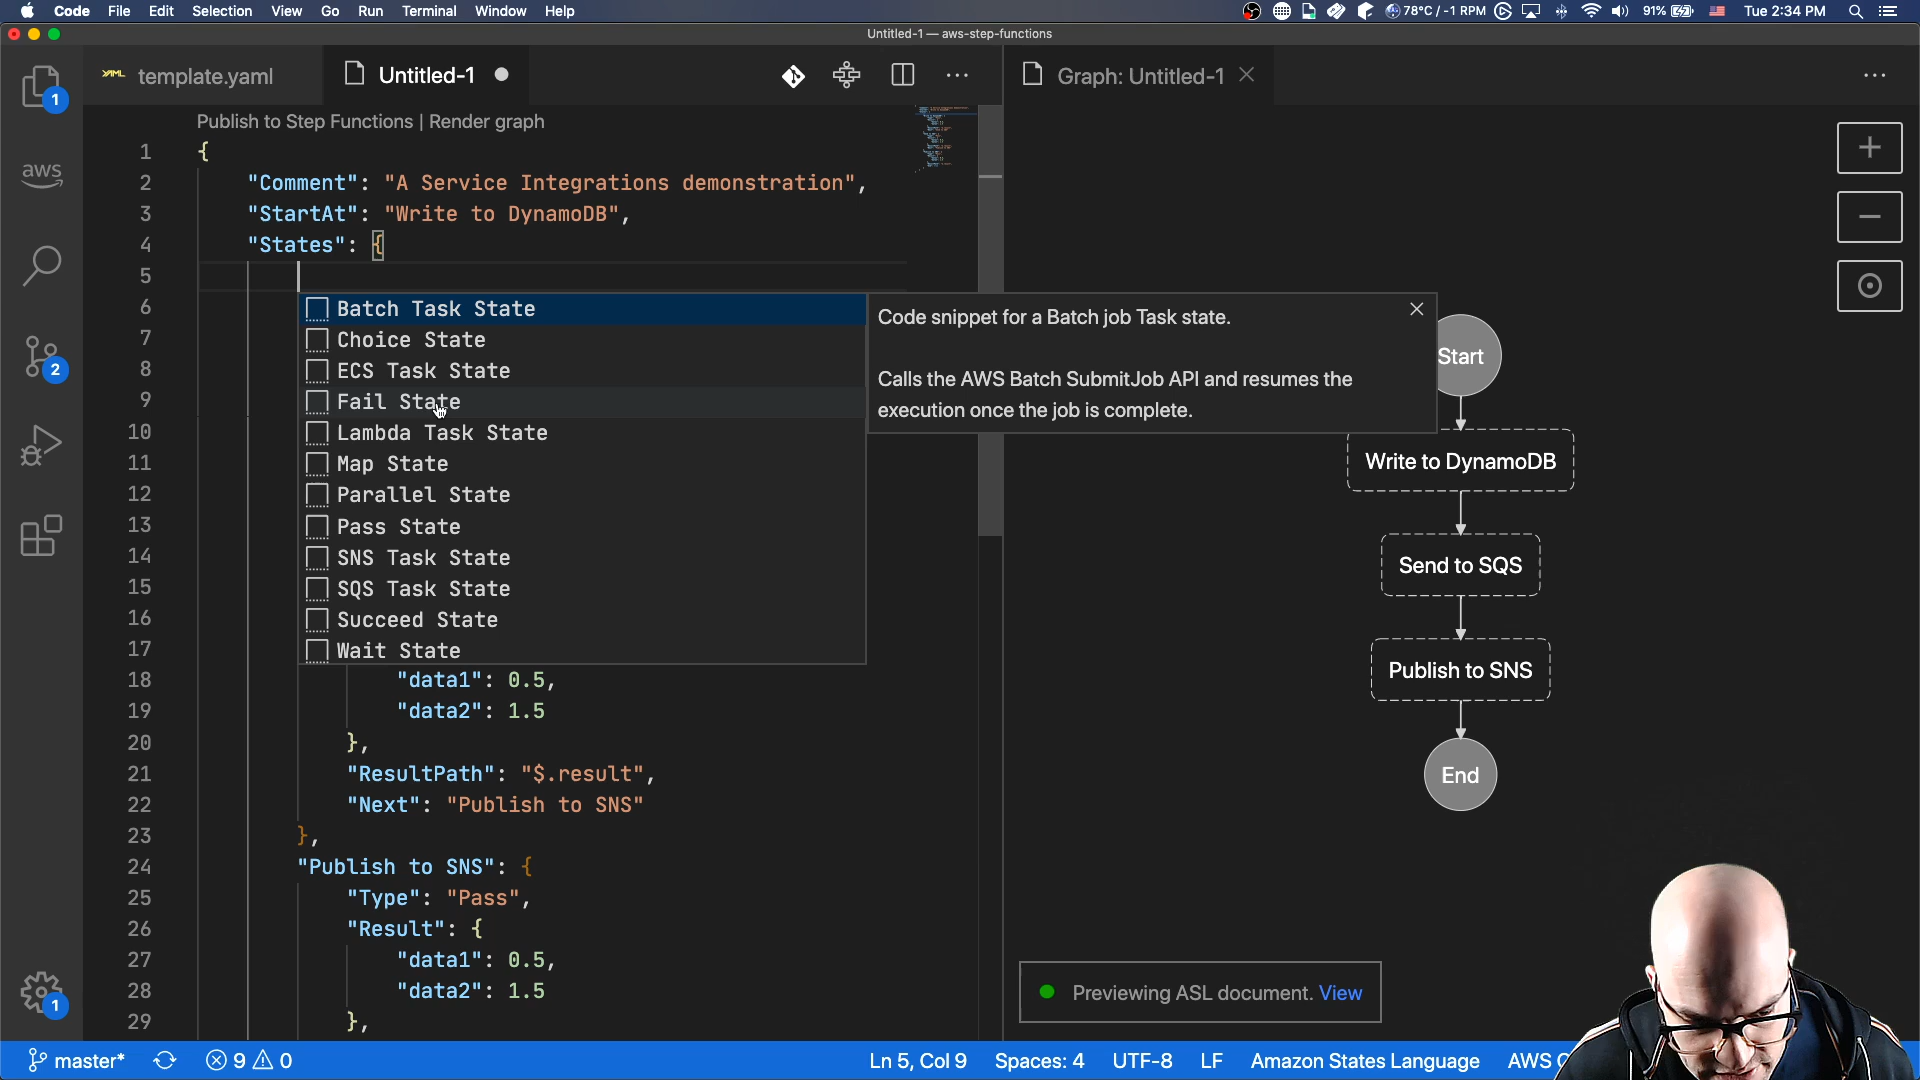 Code File Edit Selection View Go Run Terminal Window Help
78°C / -1 RPM 91% Tue 2:34 PM
Untitled-1 — aws-step-functions
YAML template.yaml Untitled-1
Graph: Untitled-1
Publish to Step Functions | Render graph
1 {
2 "Comment": "A Service Integrations demonstration",
3 "StartAt": "Write to DynamoDB",
4 "States": {
5
6
7
8
9
10
11
12
13
14
15
16
17
Batch Task State
Choice State
ECS Task State
Fail State
Lambda Task State
Map State
Parallel State
Pass State
SNS Task State
SQS Task State
Succeed State
Wait State
Code snippet for a Batch job Task state.
Calls the AWS Batch SubmitJob API and resumes the
execution once the job is complete.
18 "data1": 0.5,
19 "data2": 1.5
20 },
21 "ResultPath": "$.result",
22 "Next": "Publish to SNS"
23 },
24 "Publish to SNS": {
25 "Type": "Pass",
26 "Result": {
27 "data1": 0.5,
28 "data2": 1.5
29 },
1
aws
2
1
Start
Write to DynamoDB
Send to SQS
Publish to SNS
End
Previewing ASL document. View
master* 9 0 Ln 5, Col 9 Spaces: 4 UTF-8 LF Amazon States Language AWS